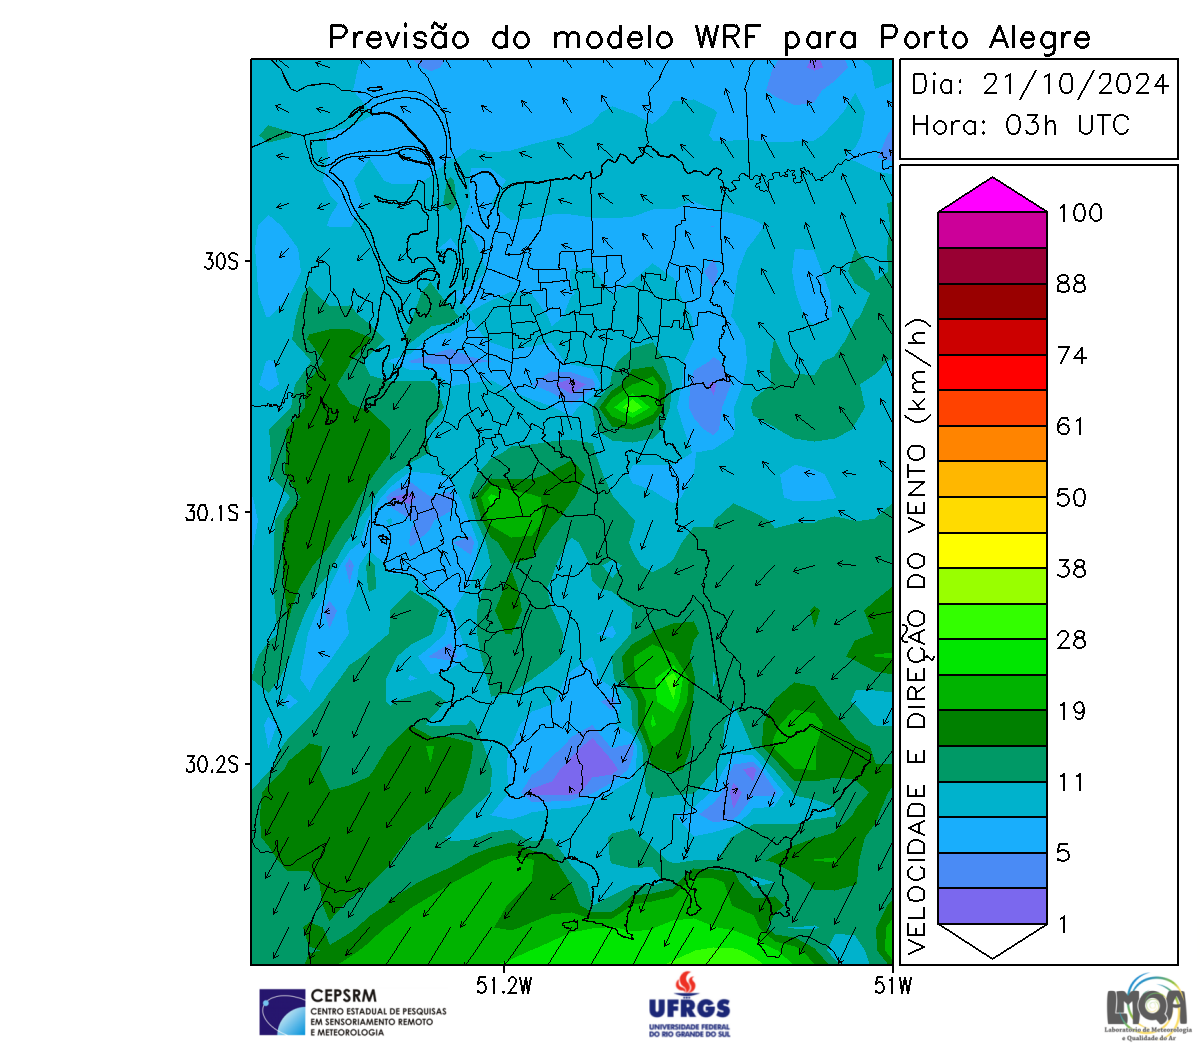 Previsão do modelo WRF para Porto Alegre
Dia: 21/10/2024
Hora: 03h UTC
VELOCIDADE E DIREÇÃO DO VENTO (km/h)
100
88
74
61
50
38
28
19
11
5
1
30S
30.1S
30.2S
51.2W
51W
CEPSRM
CENTRO ESTADUAL DE PESQUISAS
EM SENSORIAMENTO REMOTO
E METEOROLOGIA
UFRGS
UNIVERSIDADE FEDERAL
DO RIO GRANDE DO SUL
LMQA
Laboratório de Meteorologia
e Qualidade do Ar